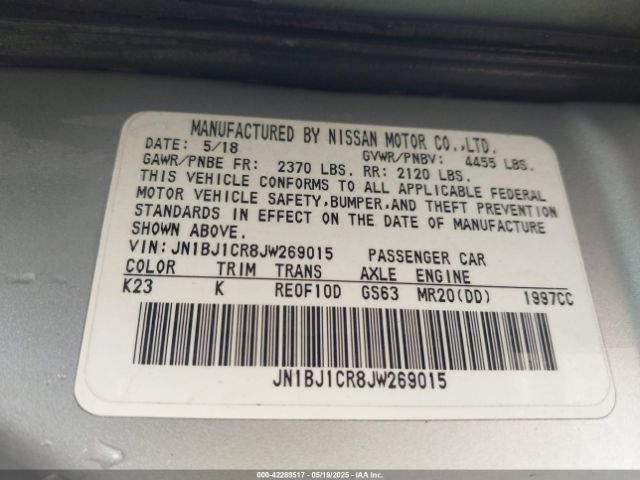 MANUFACTURED BY NISSAN MOTOR CO.,LTD.
DATE: 5/18 GVWR/PNBV: 4455 LBS.
GAWR/PNBE FR: 2370 LBS. RR: 2120 LBS.
THIS VEHICLE CONFORMS TO ALL APPLICABLE FEDERAL
MOTOR VEHICLE SAFETY,BUMPER,AND THEFT PREVENTION
STANDARDS IN EFFECT ON THE DATE OF MANUFACTURE
SHOWN ABOVE.
VIN:JN1BJ1CR8JW269015 PASSENGER CAR
COLOR TRIM TRANS AXLE ENGINE
K23 K RE0F10D GS63 MR20(DD) 1997CC
JN1BJ1CR8JW269015
000-42289517 - 05/19/2025 - IAAI.COM